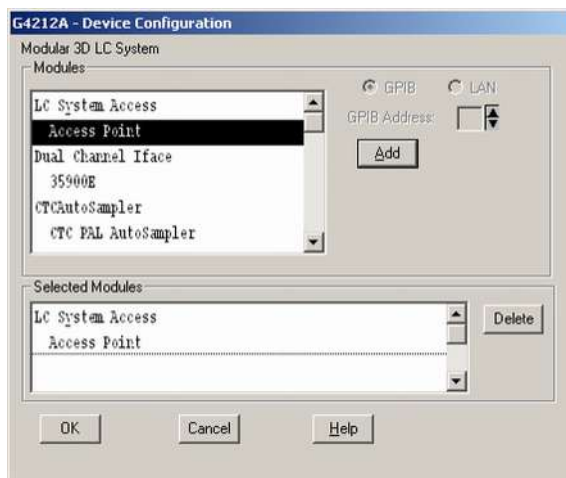 G4212A - Device Configuration
Modular 3D LC System
Modules
LC System Access
Access Point
Dual Channel Iface
35900E
CTCAutoSampler
CTC PAL AutoSampler
GPIB
LAN
GPIB Address:
Add
Selected Modules
LC System Access
Access Point
Delete
OK
Cancel
Help